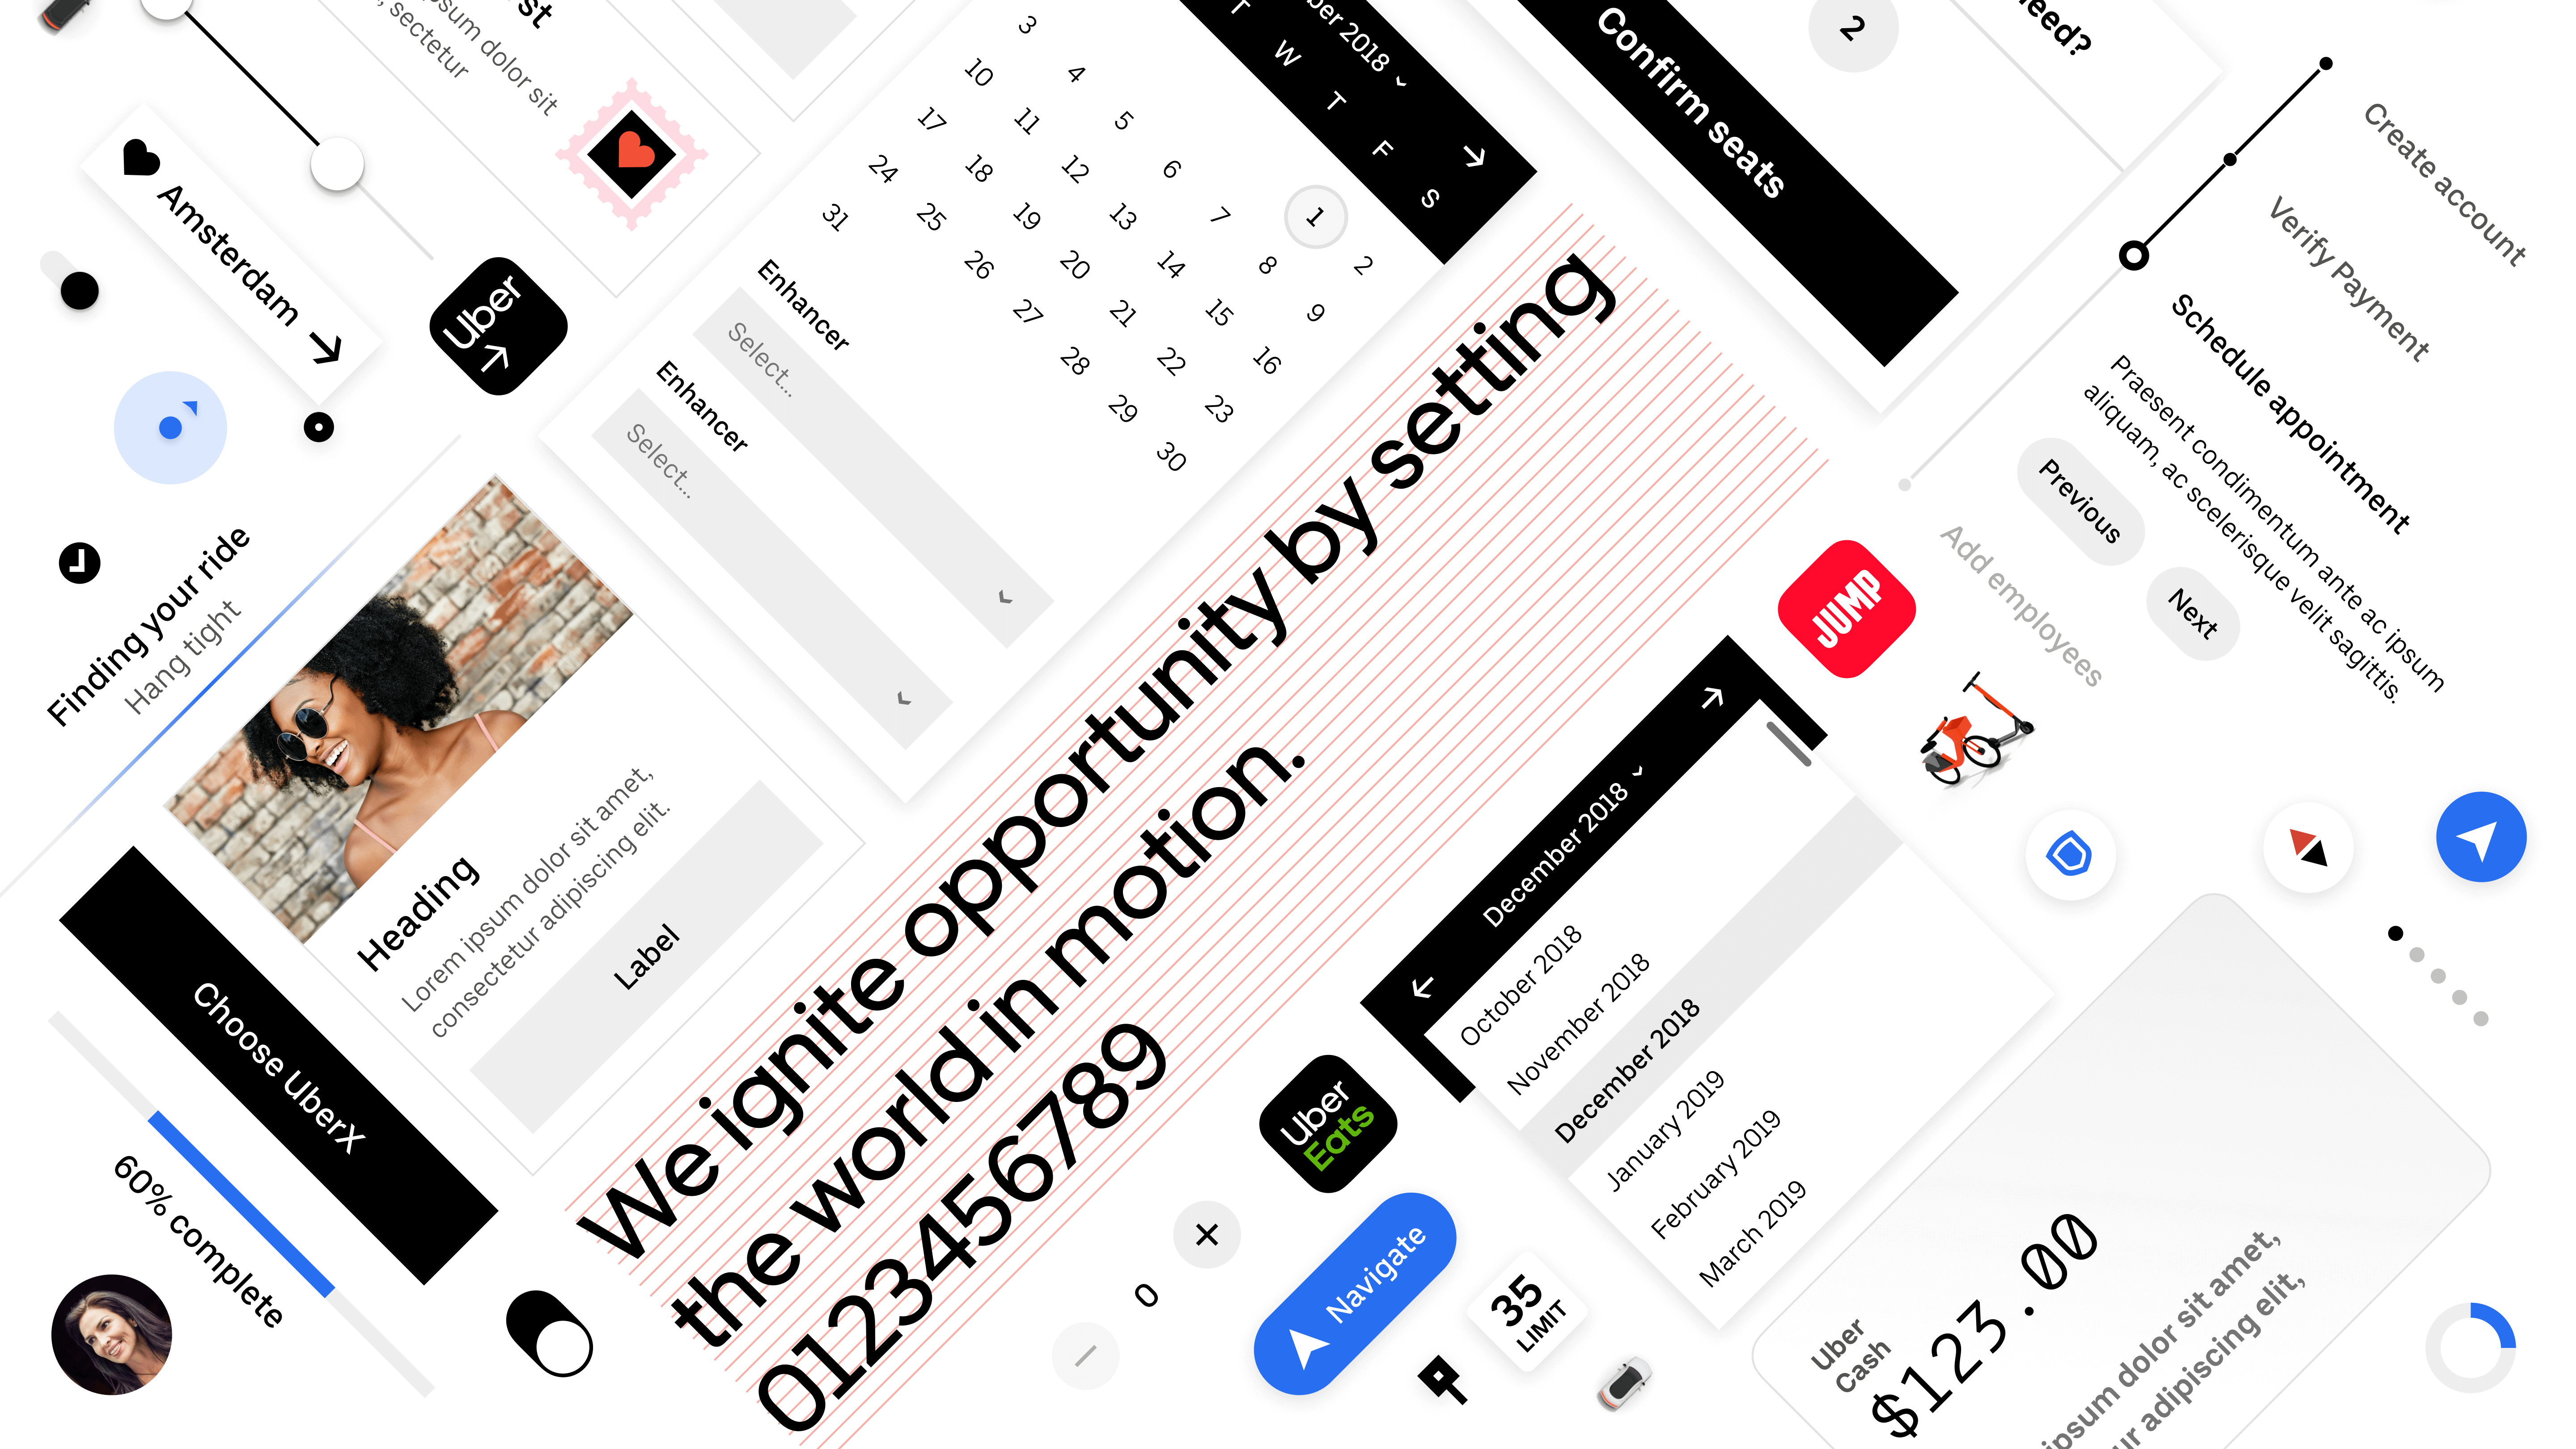 st
psum dolor sit
, sectetur
Amsterdam
Uber
Finding your ride
Hang tight
Heading
Lorem ipsum dolor sit amet,
consectetur adipiscing elit.
Label
Choose UberX
60% complete
ber 2018
T W T F S
1 2
3 4 5 6 7 8 9
10 11 12 13 14 15 16
17 18 19 20 21 22 23
24 25 26 27 28 29 30
31
Enhancer
Select...
Enhancer
Select...
We ignite opportunity by setting
the world in motion.
0123456789
Confirm seats
2
eed?
Create account
Verify Payment
Schedule appointment
Praesent condimentum ante ac ipsum
aliquam, ac scelerisque velit sagittis.
Previous
Next
Add employees
JUMP
December 2018
October 2018
November 2018
December 2018
January 2019
February 2019
March 2019
Uber
Eats
0
Navigate
35
LIMIT
Uber
Cash
$123.00
ipsum dolor sit amet,
ur adipiscing elit,